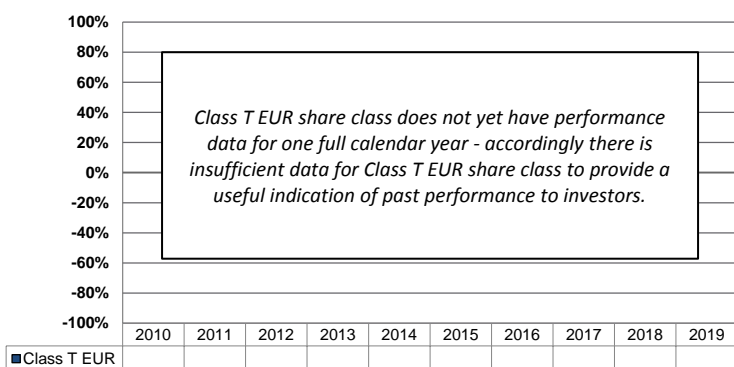 100%
80%
60%
40%
20%
0%
-20%
-40%
-60%
-80%
-100%
Class T EUR share class does not yet have performance
data for one full calendar year - accordingly there is
insufficient data for Class T EUR share class to provide a
useful indication of past performance to investors.
2010 2011 2012 2013 2014 2015 2016 2017 2018 2019
Class T EUR